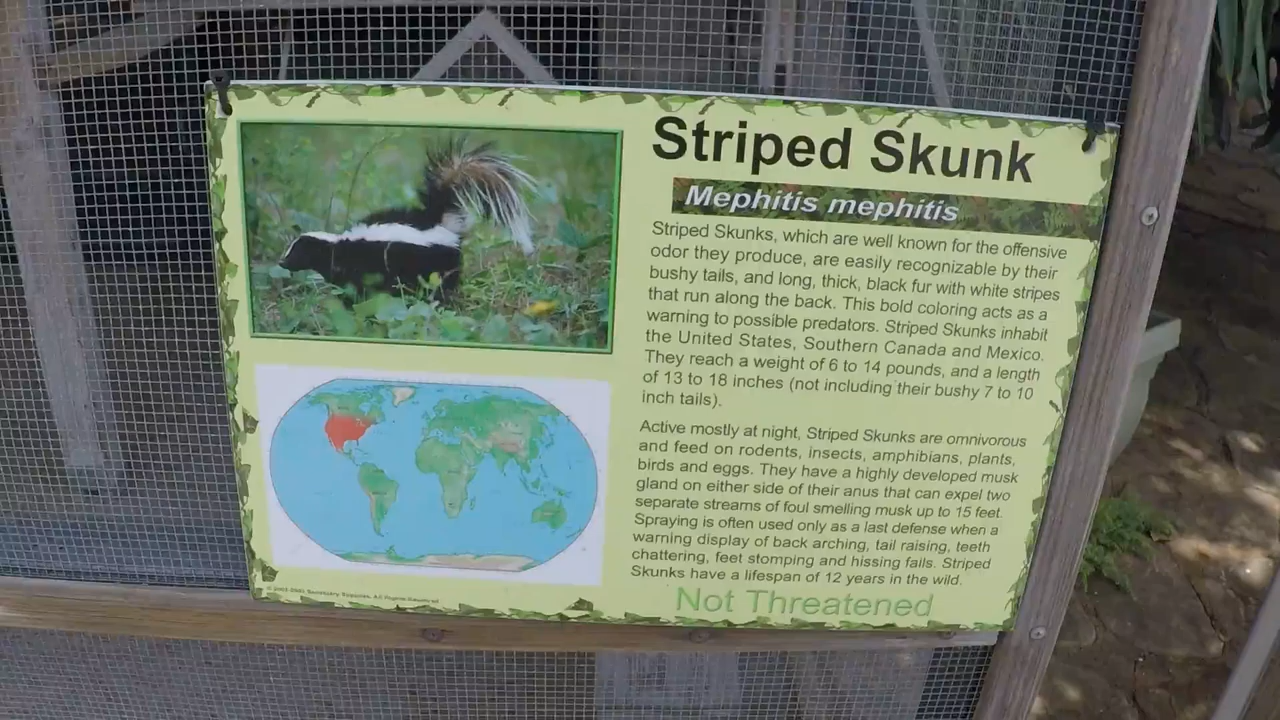 Striped Skunk
Mephitis mephitis
Striped Skunks, which are well known for the offensive
odor they produce, are easily recognizable by their
bushy tails, and long, thick, black fur with white stripes
that run along the back. This bold coloring acts as a
warning to possible predators. Striped Skunks inhabit
the United States, Southern Canada and Mexico.
They reach a weight of 6 to 14 pounds, and a length
of 13 to 18 inches (not including their bushy 7 to 10
inch tails).
Active mostly at night, Striped Skunks are omnivorous
and feed on rodents, insects, amphibians, plants,
birds and eggs. They have a highly developed musk
gland on either side of their anus that can expel two
separate streams of foul smelling musk up to 15 feet.
Spraying is often used only as a last defense when a
warning display of back arching, tail raising, teeth
chattering, feet stomping and hissing fails. Striped
Skunks have a lifespan of 12 years in the wild.
Not Threatened